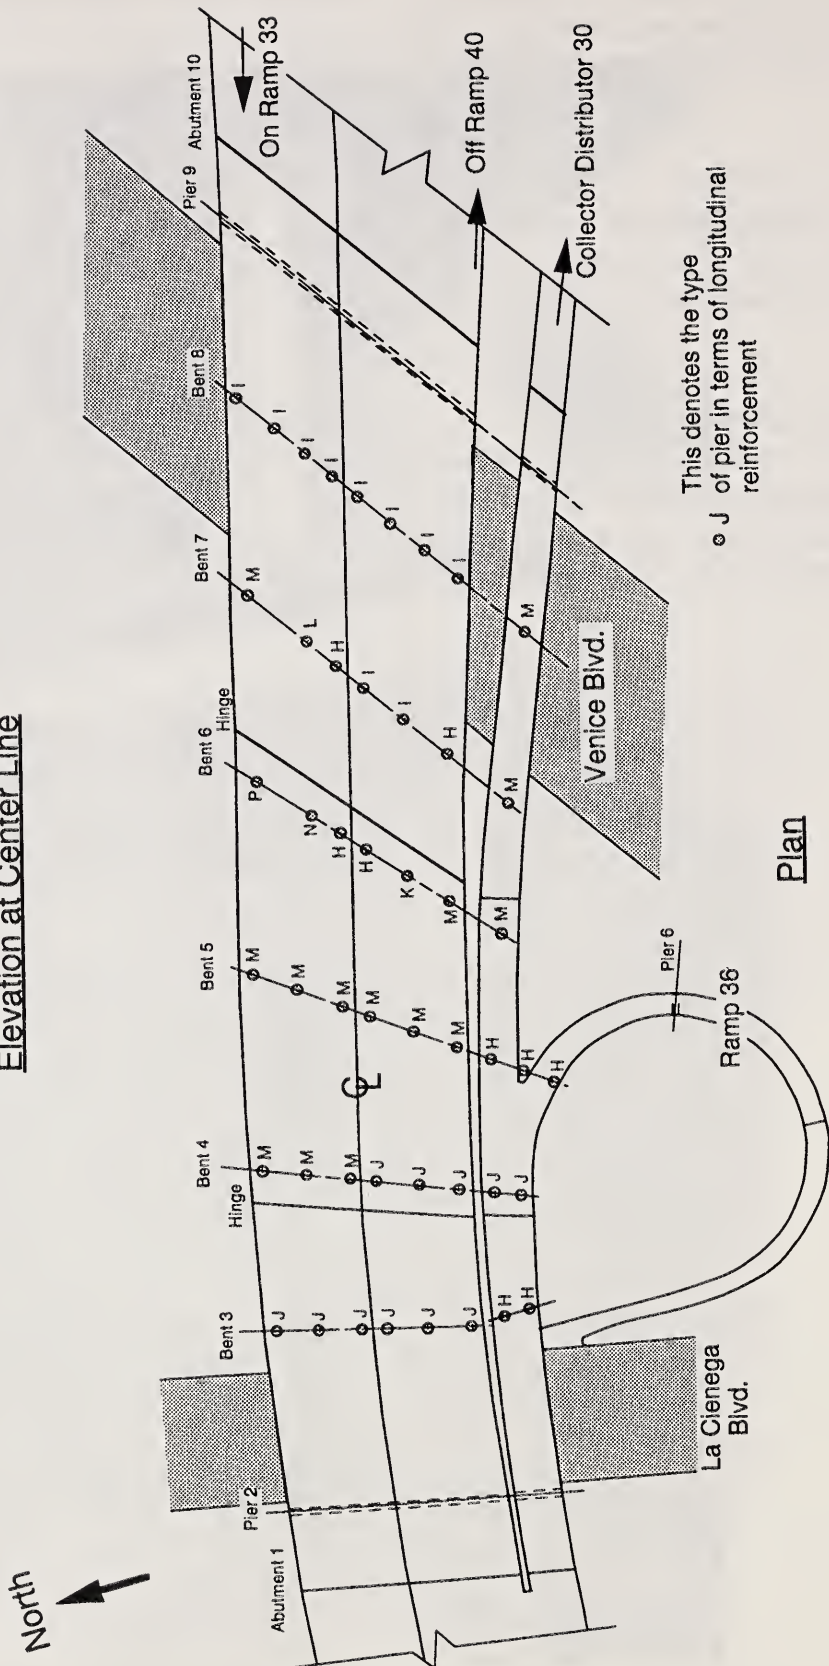 Elevation at Center Line
North
Abutment 1
Pier 2
Bent 3
Hinge
Bent 4
Bent 5
Bent 6
Hinge
Bent 7
Bent 8
Pier 9
Abutment 10
On Ramp 33
Off Ramp 40
Collector Distributor 30
J
J
J
J
J
J
H
H
M
M
M
J
J
J
J
J
M
M
M
M
M
M
H
H
H
P
N
H
H
K
M
M
M
L
H
I
I
H
M
I
I
I
I
I
I
I
I
M
CL
La Cienega
Blvd.
Ramp 36
Pier 6
Venice Blvd.
This denotes the type
J of pier in terms of longitudinal
reinforcement
Plan